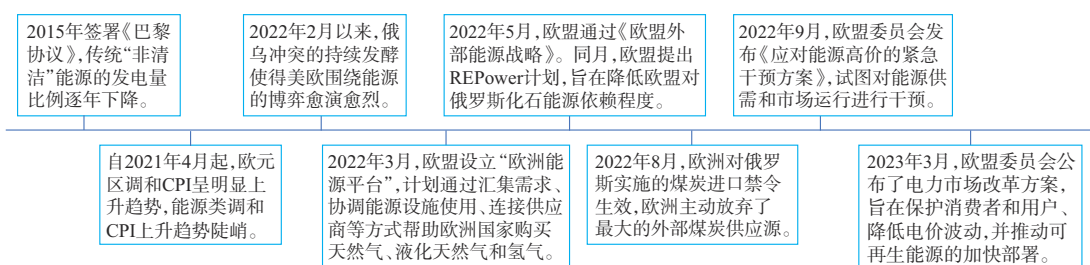 2015年签署《巴黎
协议》,传统“非清
洁”能源的发电量
比例逐年下降。
自2021年4月起,欧元
区调和CPI呈明显上
升趋势,能源类调和
CPI上升趋势陡峭。
2022年2月以来,俄
乌冲突的持续发酵
使得美欧围绕能源
的博弈愈演愈烈。
2022年3月,欧盟设立“欧洲能
源平台”,计划通过汇集需求、
协调能源设施使用、连接供应
商等方式帮助欧洲国家购买
天然气、液化天然气和氢气。
2022年5月,欧盟通过《欧盟外
部能源战略》。同月,欧盟提出
REPower计划,旨在降低欧盟对
俄罗斯化石能源依赖程度。
2022年8月,欧洲对俄罗
斯实施的煤炭进口禁令
生效,欧洲主动放弃了
最大的外部煤炭供应源。
2022年9月,欧盟委员会发
布《应对能源高价的紧急
干预方案》,试图对能源供
需和市场运行进行干预。
2023年3月,欧盟委员会公
布了电力市场改革方案,
旨在保护消费者和用户、
降低电价波动,并推动可
再生能源的加快部署。